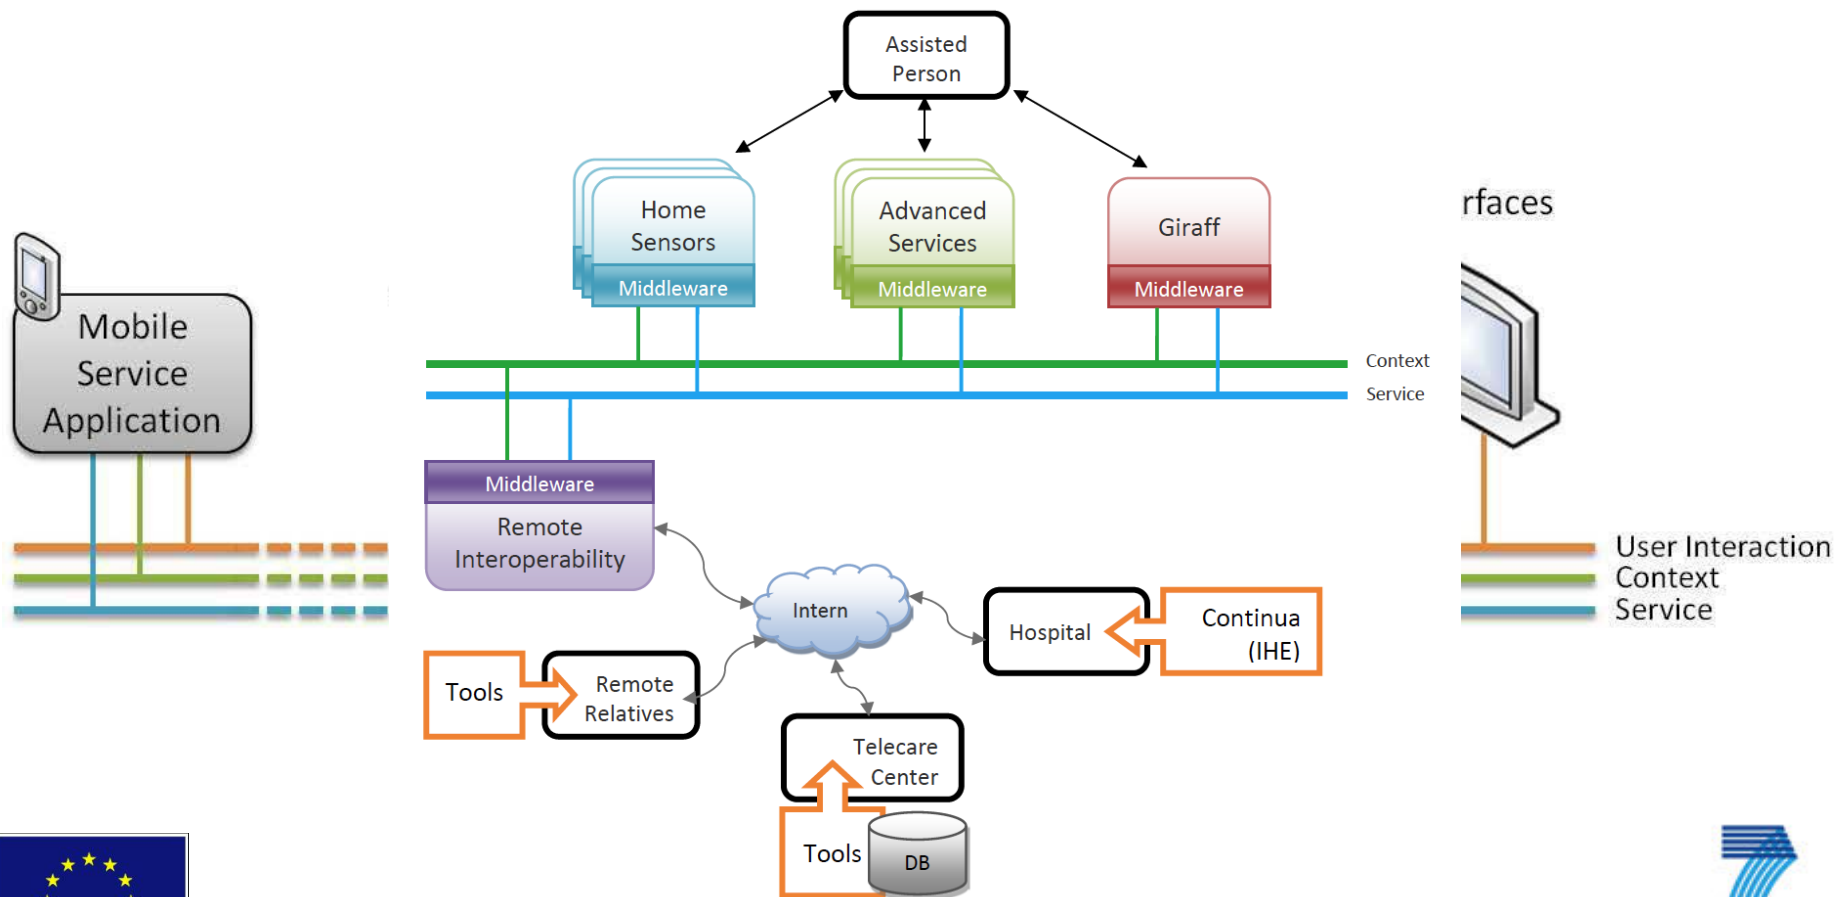 Assisted
Person
Home
Sensors
Middleware
Advanced
Services
Middleware
Giraff
Middleware
rfaces
Mobile
Service
Application
Context
Service
Middleware
Remote
Interoperability
Intern
Hospital
Continua
(IHE)
User Interaction
Context
Service
Tools
Remote
Relatives
Telecare
Center
Tools
DB